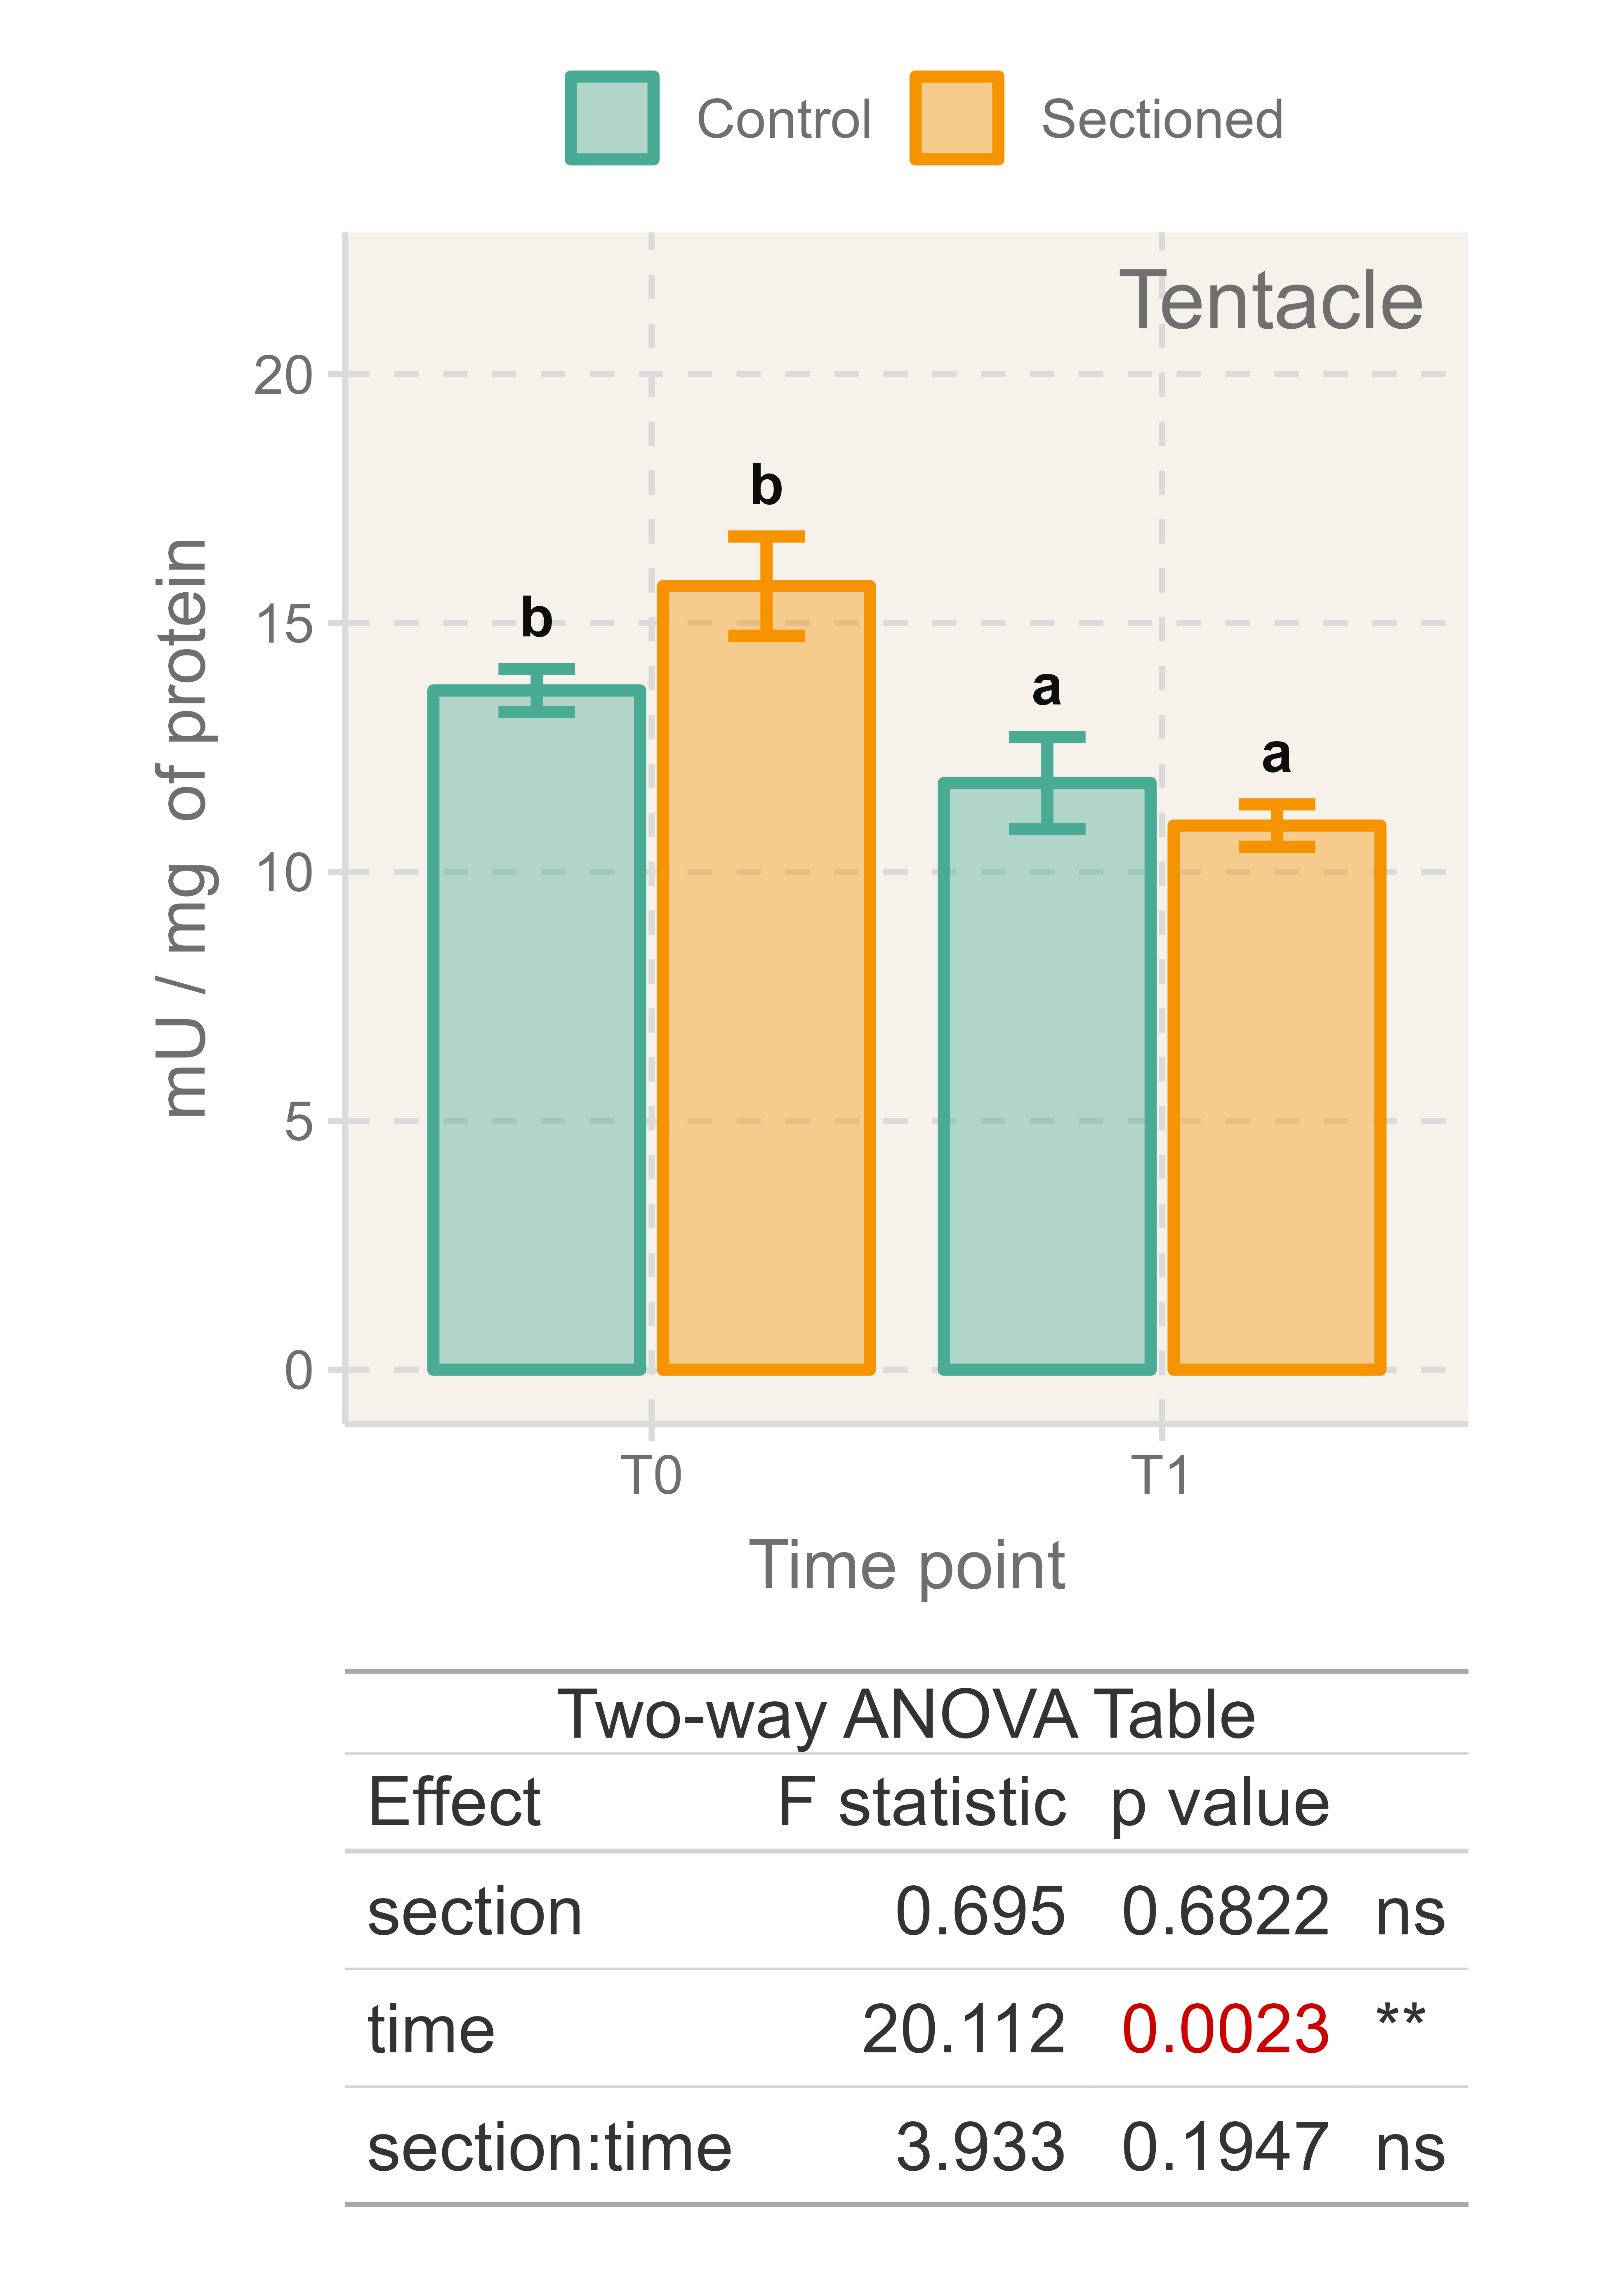 Control Sectioned
Tentacle
20
15
10
5
0
mU / mg of protein
b
b
a
a
T0 T1
Time point
Two-way ANOVA Table
Effect F statistic p value
section 0.695 0.6822 ns
time 20.112 0.0023 **
section:time 3.933 0.1947 ns